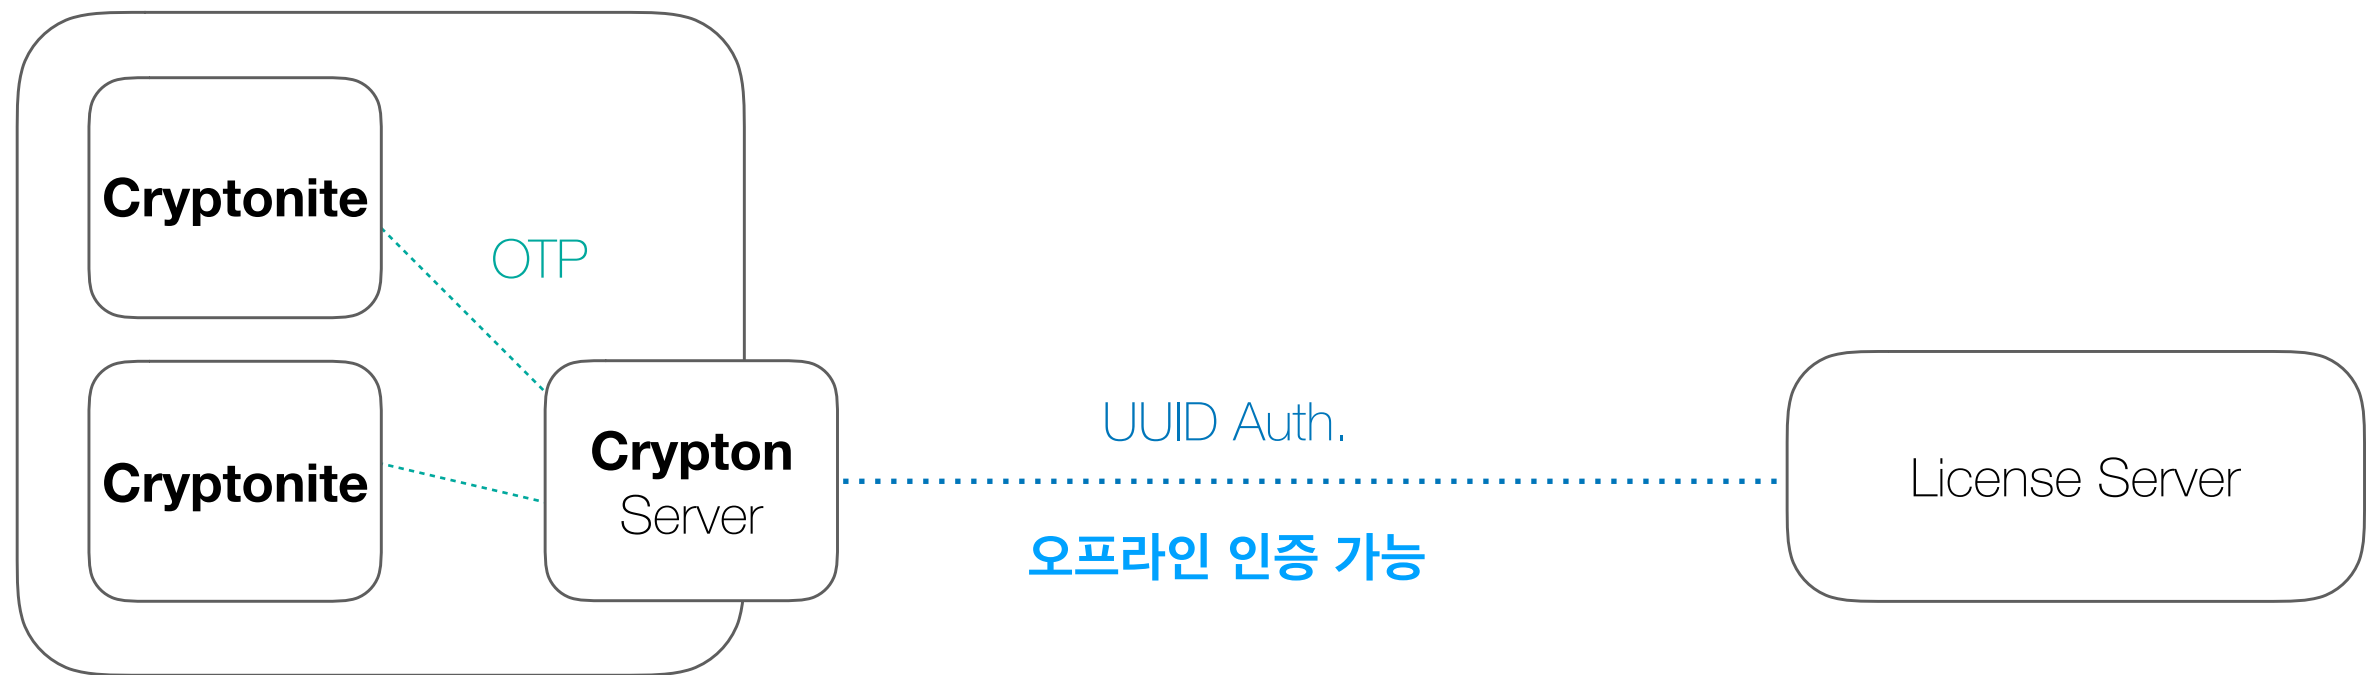 Cryptonite
OTP
Cryptonite
Crypton
Server
UUID Auth.
오프라인 인증 가능
License Server